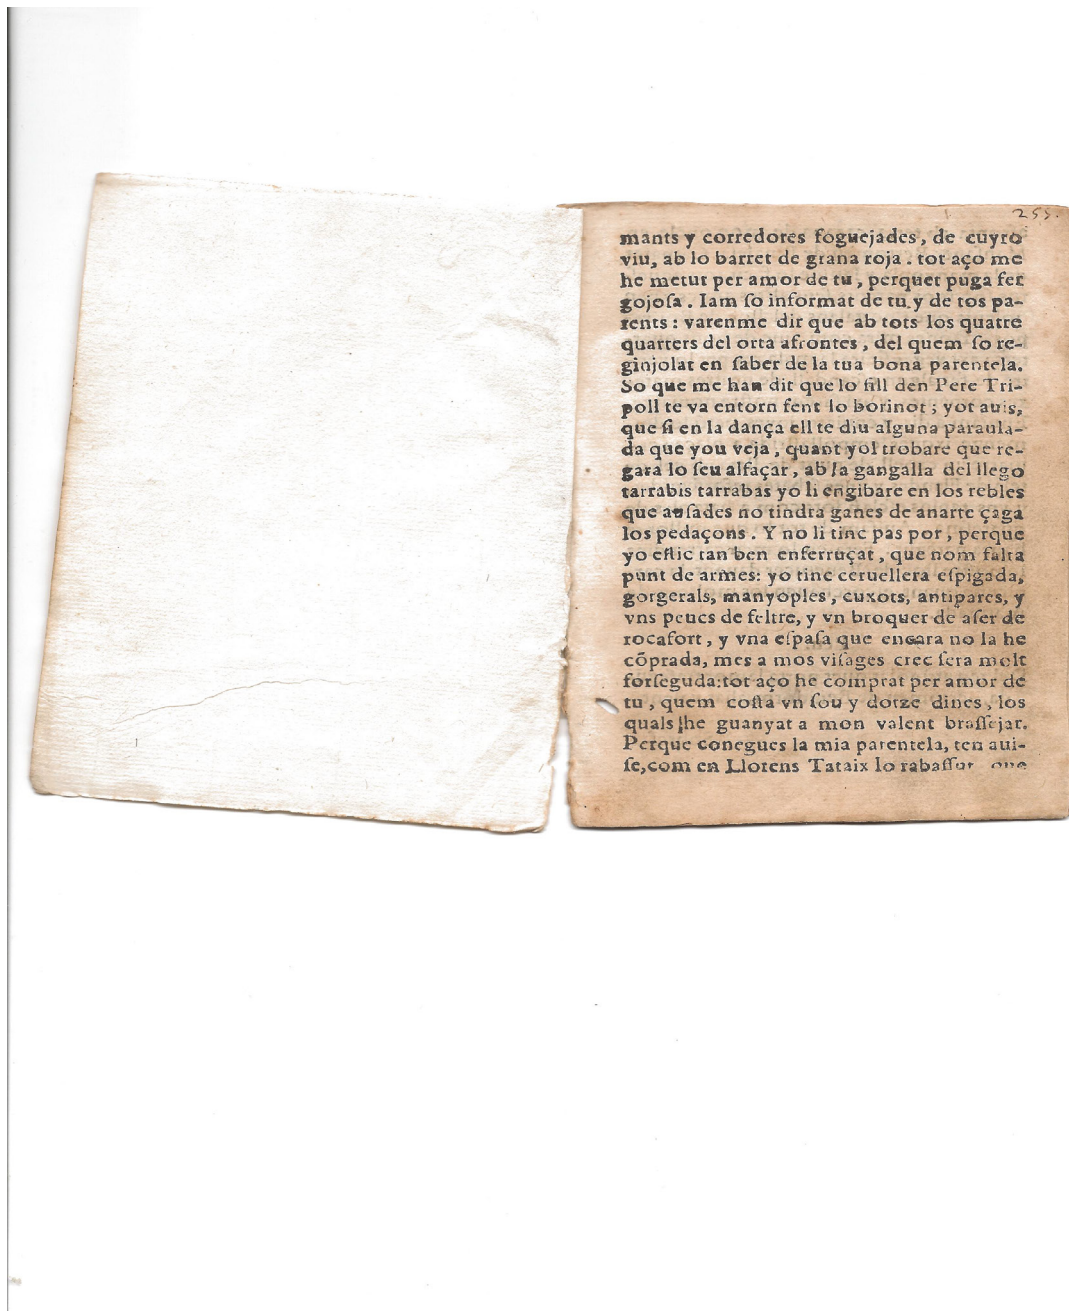 255.
mants y corredores foguejades, de cuyro
viu, ab lo barret de grana roja. tot aço me
he metut per amor de tu, perquet puga fer
gojoſa. Iam ſo informat de tu y de tos pa-
rents: varenme dir que ab tots los quatre
quarters del orta afrontes, del quem ſo re-
ginjolat en ſaber de la tua bona parentela.
So que me han dit que lo fill den Pere Tri-
poll te va entorn fent lo borinot; yot auis,
que ſi en la dança ell te diu alguna paraula-
da que you veja, quant yol trobare que re-
gara lo ſeu alfaçar, ab la gangalla del llego
tarrabis tarrabas yo li engibare en los rebles
que auſades no tindra ganes de anarte çaga
los pedaçons. Y no li tinc pas por, perque
yo eſtic tan ben enferruçat, que nom falta
punt de armes: yo tinc ceruellera eſpigada,
gorgerals, manyoples, cuxots, antipares, y
vns peucs de feltre, y vn broquer de aſer de
rocafort, y vna eſpaſa que encara no la he
cõprada, mes a mos viſages crec ſera molt
forſeguda: tot aço he comprat per amor de
tu, quem coſta vn ſou y dotze dines, los
quals he guanyat a mon valent braſſejar.
Perque conegues la mia parentela, ten aui-
ſe, com en Llorens Tataix lo rabaſſut que